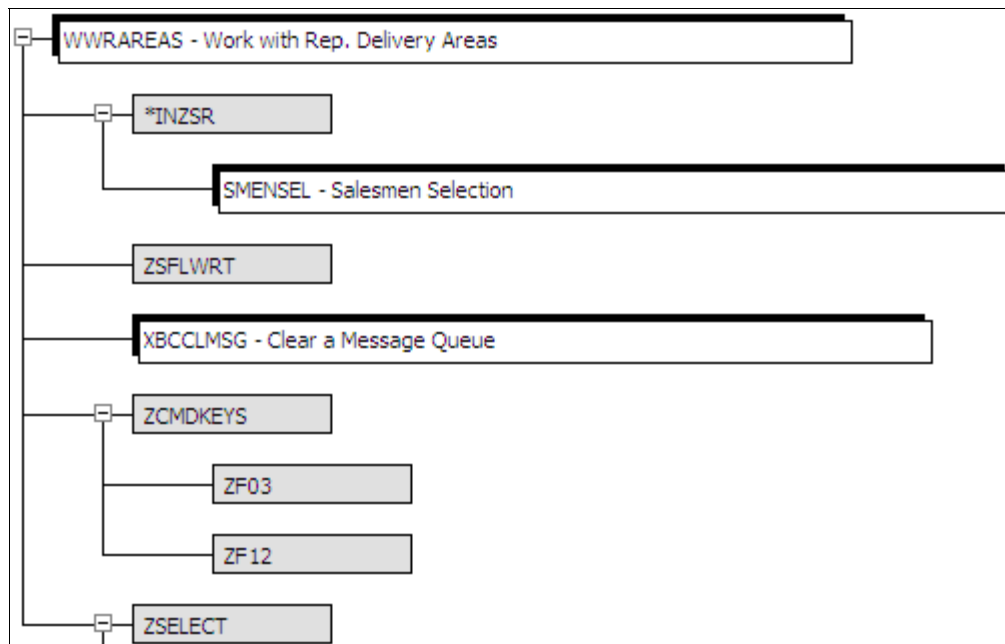 WWRAREAS - Work with Rep. Delivery Areas
*INZSR
SMENSEL - Salesmen Selection
ZSFLWRT
XBCCLMSG - Clear a Message Queue
ZCMDKEYS
ZF03
ZF12
ZSELECT